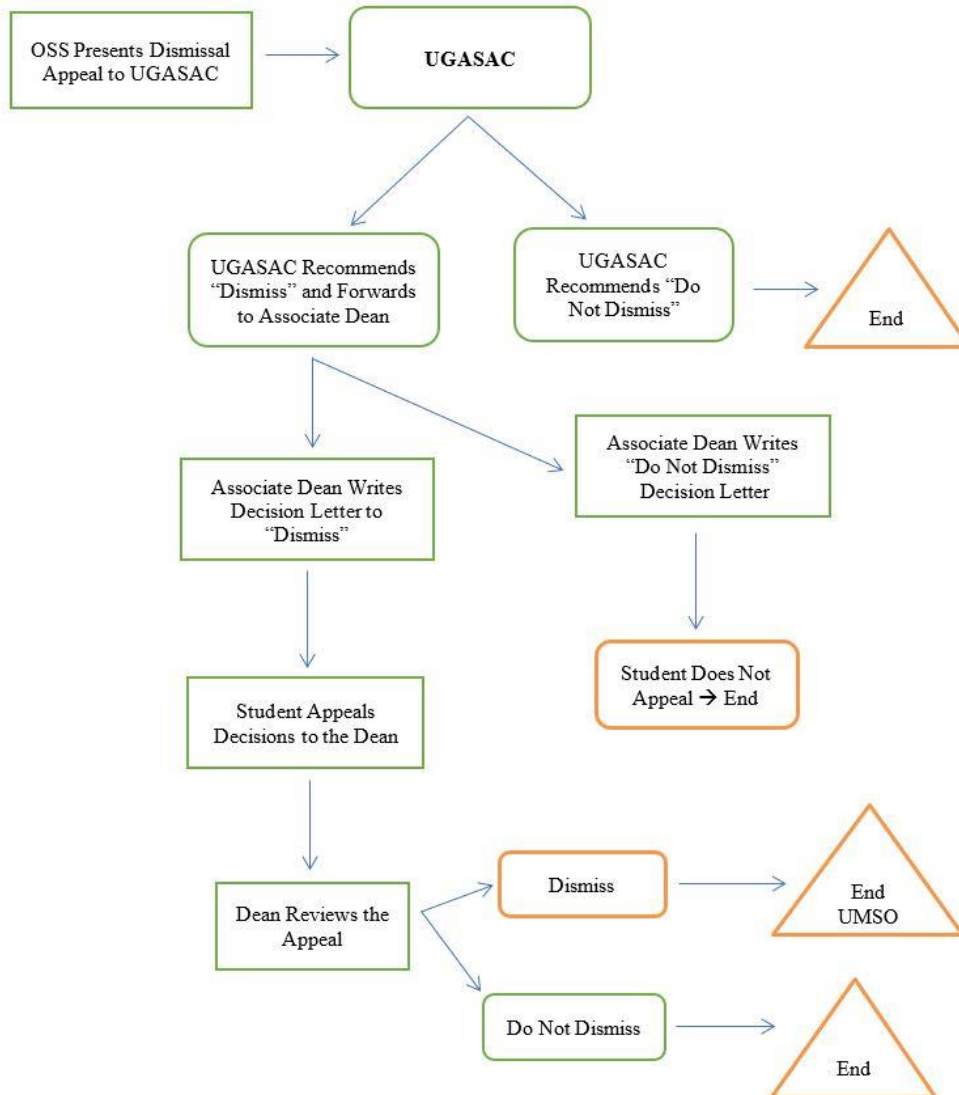 OSS Presents Dismissal
Appeal to UGASAC
UGASAC
UGASAC Recommends
“Dismiss” and Forwards
to Associate Dean
UGASAC
Recommends “Do
Not Dismiss”
End
Associate Dean Writes
Decision Letter to
“Dismiss”
Associate Dean Writes
“Do Not Dismiss”
Decision Letter
Student Does Not
Appeal → End
Student Appeals
Decisions to the Dean
Dean Reviews the
Appeal
Dismiss
End
UMSO
Do Not Dismiss
End